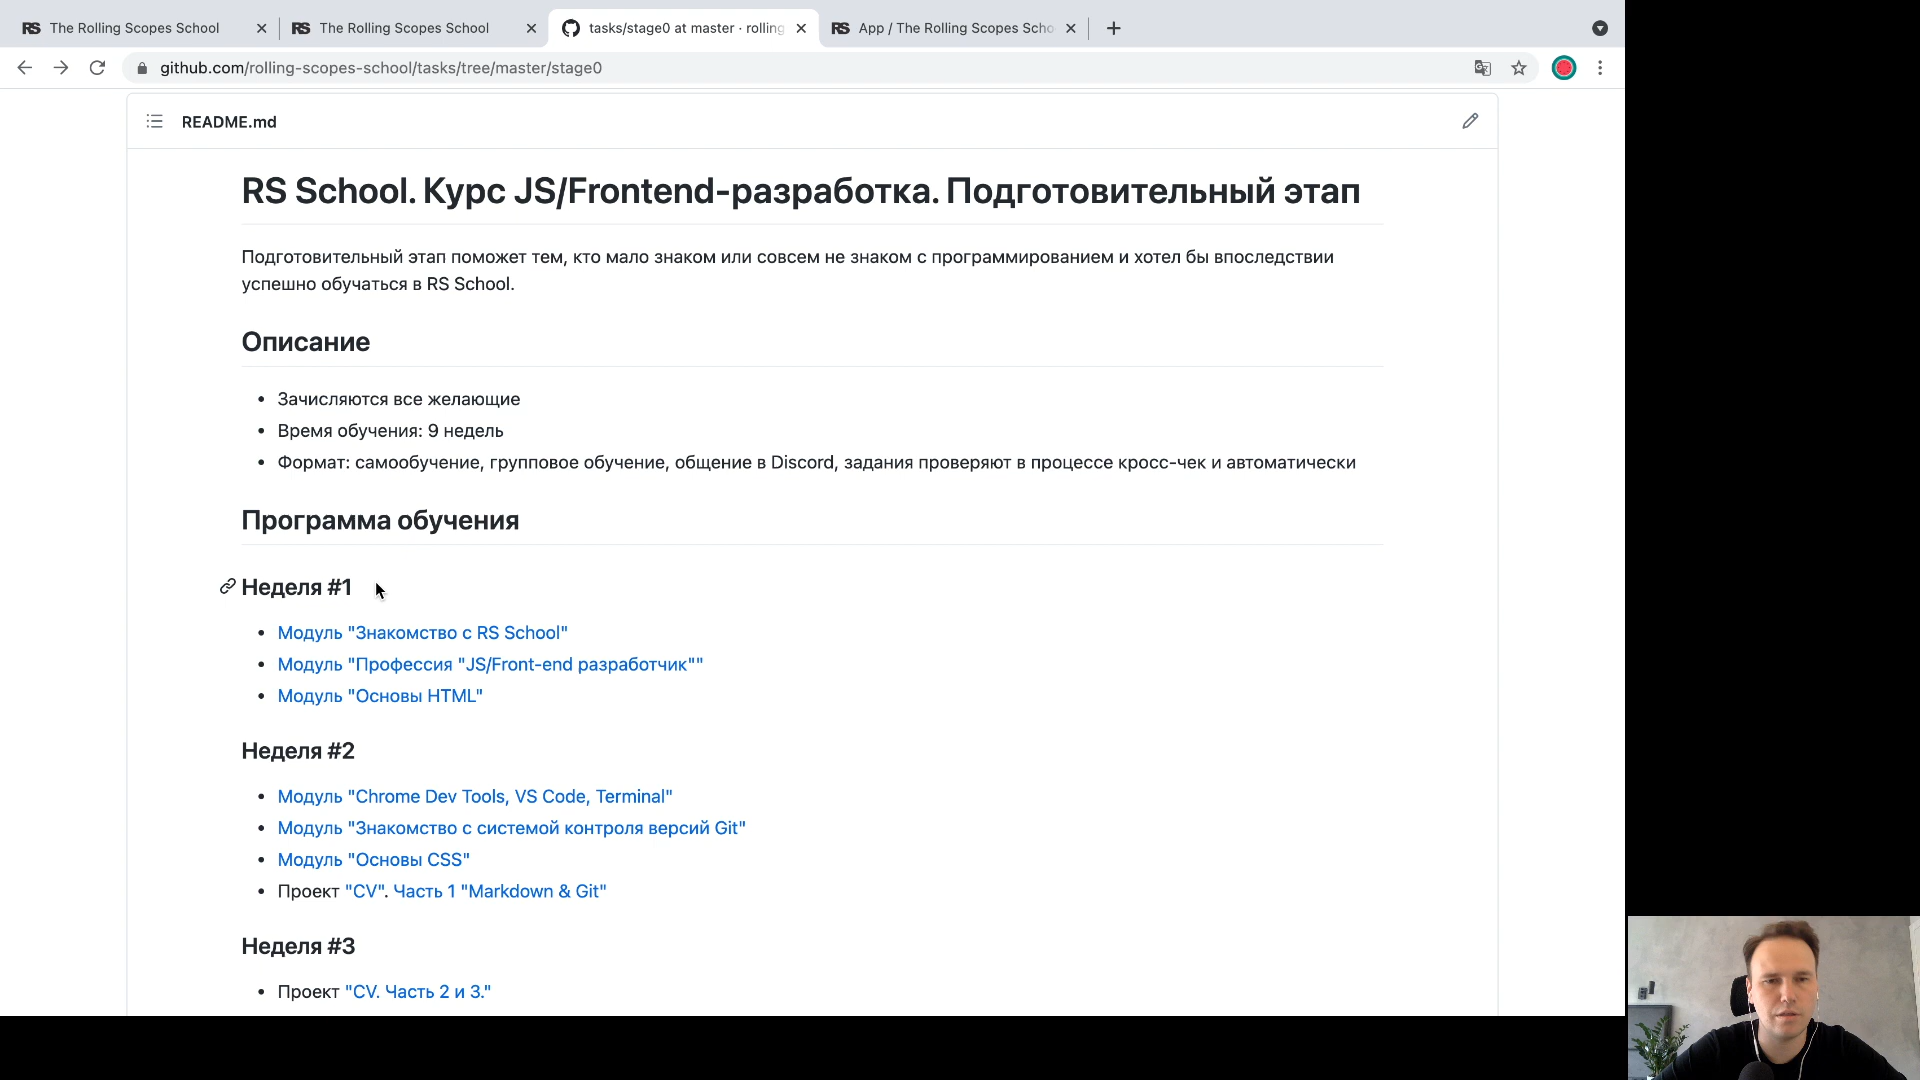 RS The Rolling Scopes School
RS The Rolling Scopes School
tasks/stage0 at master · rolling
RS App / The Rolling Scopes Scho
github.com/rolling-scopes-school/tasks/tree/master/stage0
README.md
RS School. Курс JS/Frontend-разработка. Подготовительный этап
Подготовительный этап поможет тем, кто мало знаком или совсем не знаком с программированием и хотел бы впоследствии
успешно обучаться в RS School.
Описание
• Зачисляются все желающие
• Время обучения: 9 недель
• Формат: самообучение, групповое обучение, общение в Discord, задания проверяют в процессе кросс-чек и автоматически
Программа обучения
Неделя #1
• Модуль "Знакомство с RS School"
• Модуль "Профессия "JS/Front-end разработчик""
• Модуль "Основы HTML"
Неделя #2
• Модуль "Chrome Dev Tools, VS Code, Terminal"
• Модуль "Знакомство с системой контроля версий Git"
• Модуль "Основы CSS"
• Проект "CV". Часть 1 "Markdown & Git"
Неделя #3
• Проект "CV. Часть 2 и 3."